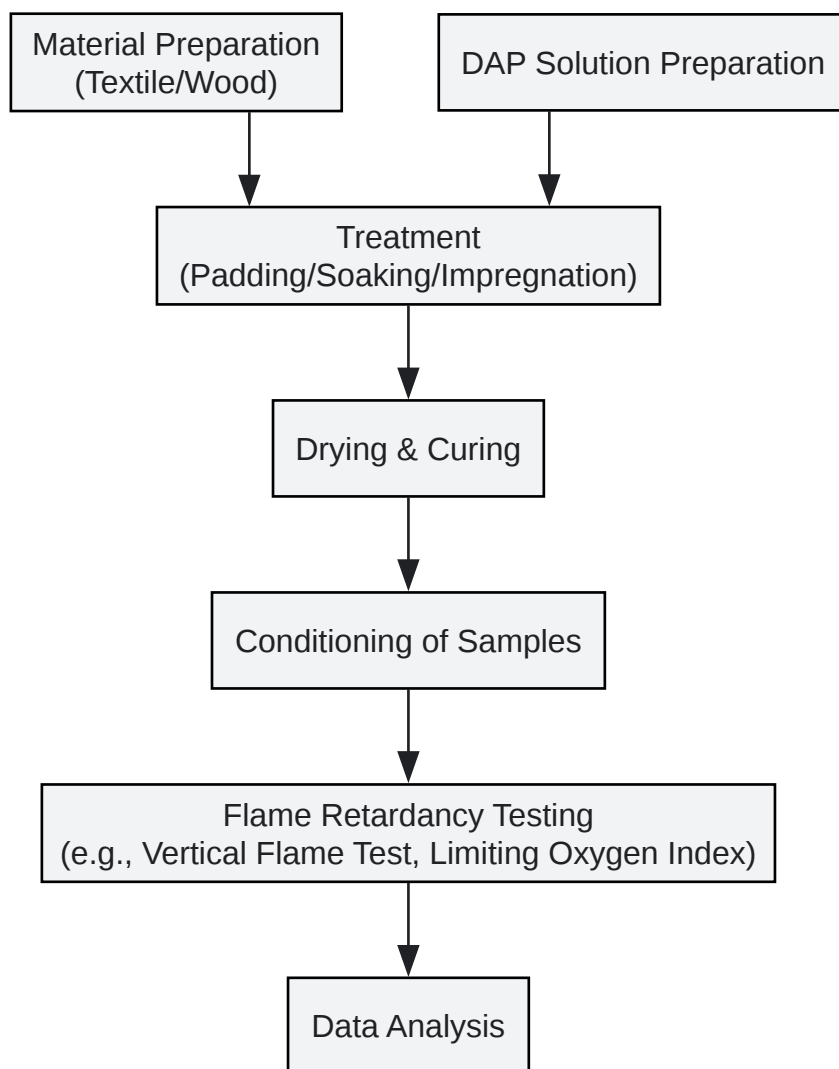 Material Preparation
(Textile/Wood)
DAP Solution Preparation
Treatment
(Padding/Soaking/Impregnation)
Drying & Curing
Conditioning of Samples
Flame Retardancy Testing
(e.g., Vertical Flame Test, Limiting Oxygen Index)
Data Analysis